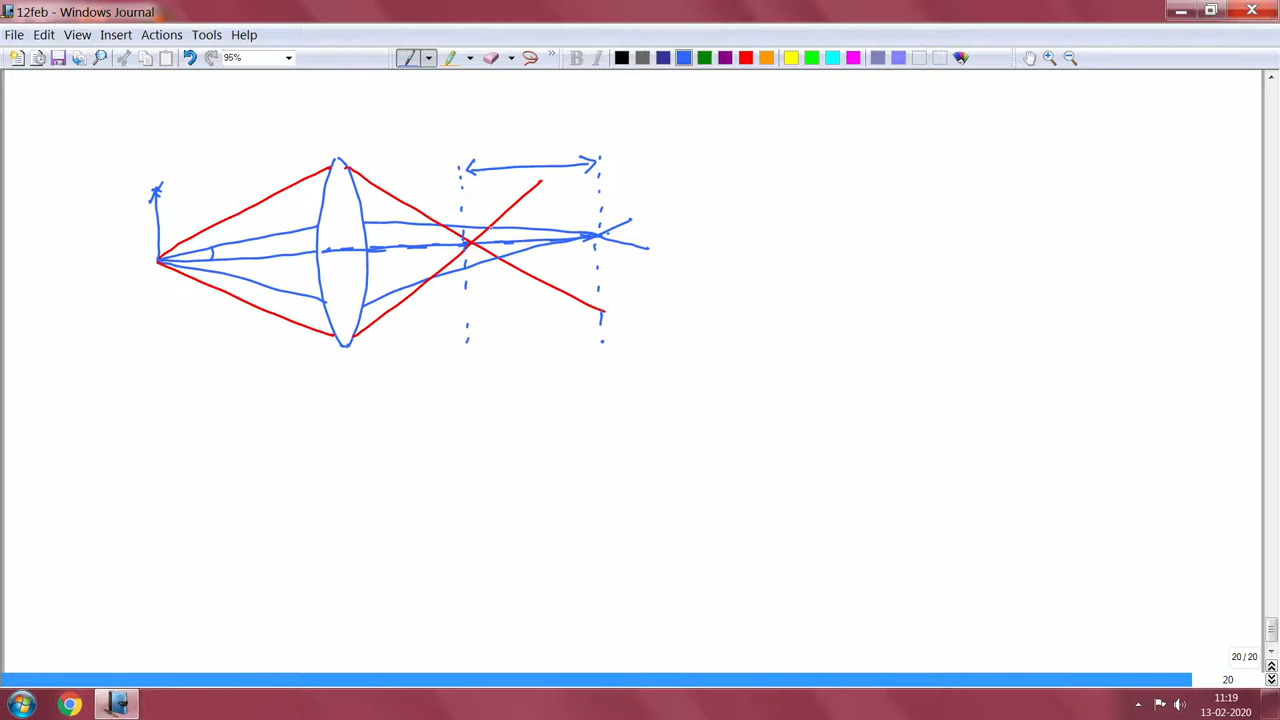 12feb - Windows Journal
File Edit View Insert Actions Tools Help
95%
B I
20 / 20
20
11:19
13-02-2020